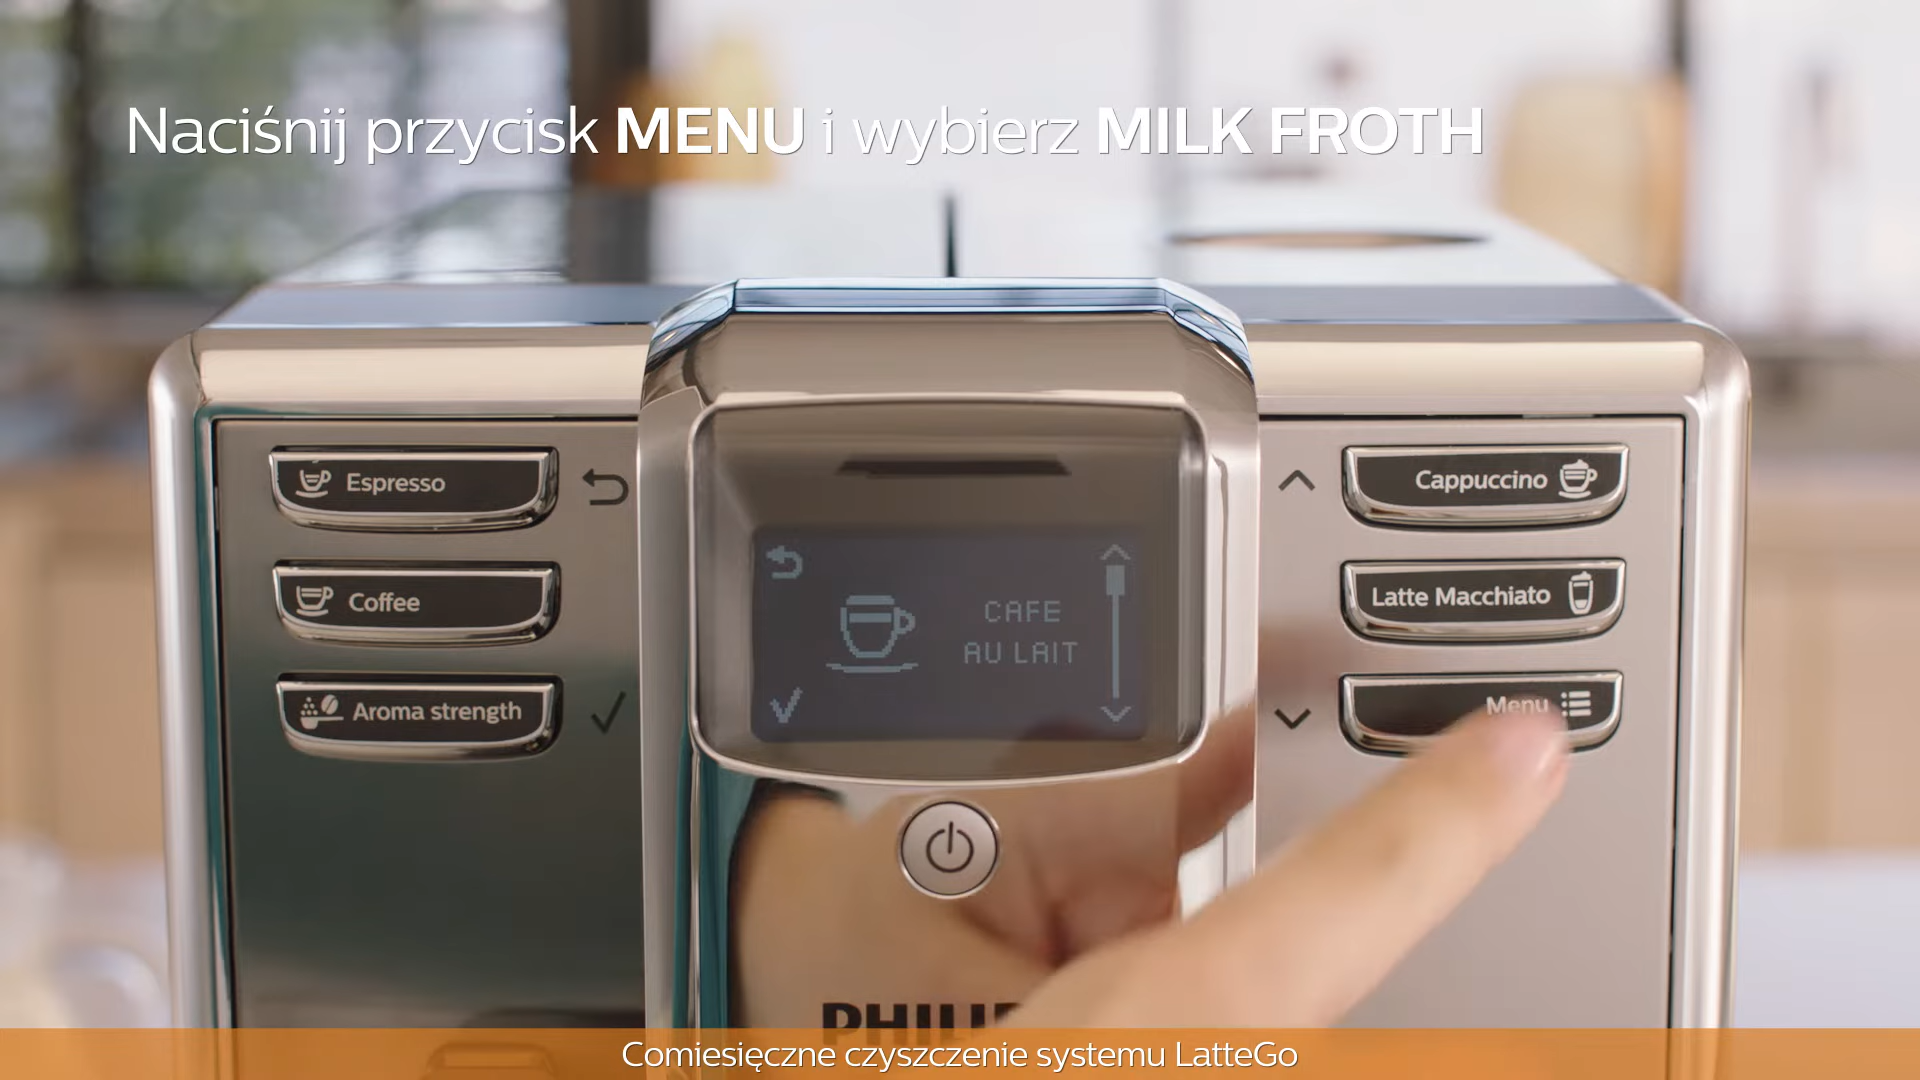 Naciśnij przycisk MENU i wybierz MILK FROTH
Espresso
Coffee
Aroma strength
CAFE
AU LAIT
Cappuccino
Latte Macchiato
Menu
Comiesięczne czyszczenie systemu LatteGo